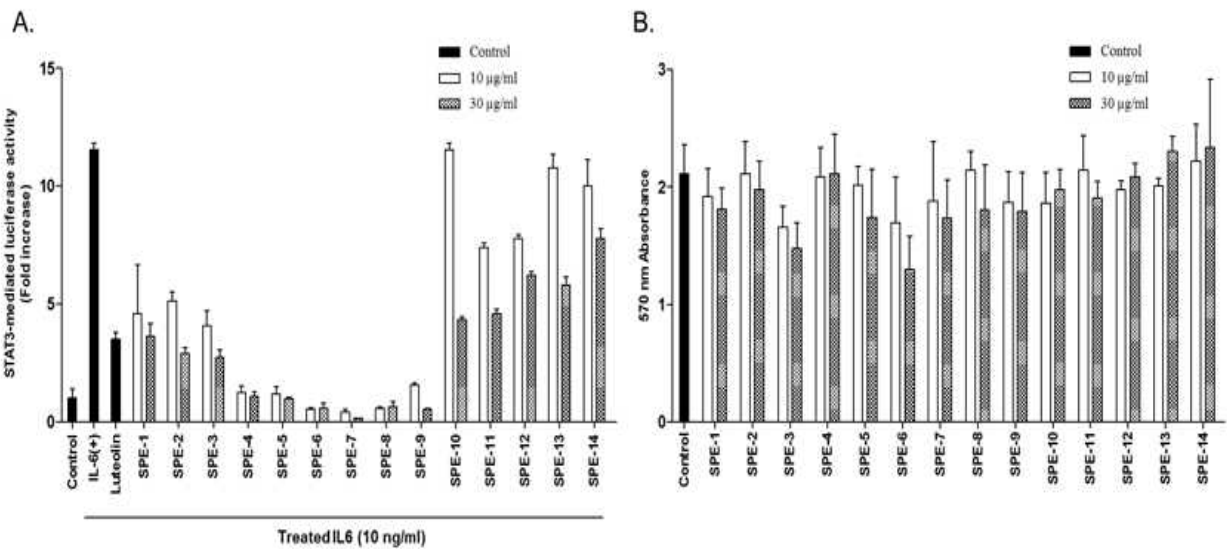 A.
Control
10 µg/ml
30 µg/ml
STAT3-mediated luciferase activity
(Fold increase)
15
10
5
0
Control
IL-6(+)
Luteolin
SPE-1
SPE-2
SPE-3
SPE-4
SPE-5
SPE-6
SPE-7
SPE-8
SPE-9
SPE-10
SPE-11
SPE-12
SPE-13
SPE-14
Treated IL6 (10 ng/ml)
B.
Control
10 µg/ml
30 µg/ml
570 nm Absorbance
3
2
1
0
Control
SPE-1
SPE-2
SPE-3
SPE-4
SPE-5
SPE-6
SPE-7
SPE-8
SPE-9
SPE-10
SPE-11
SPE-12
SPE-13
SPE-14